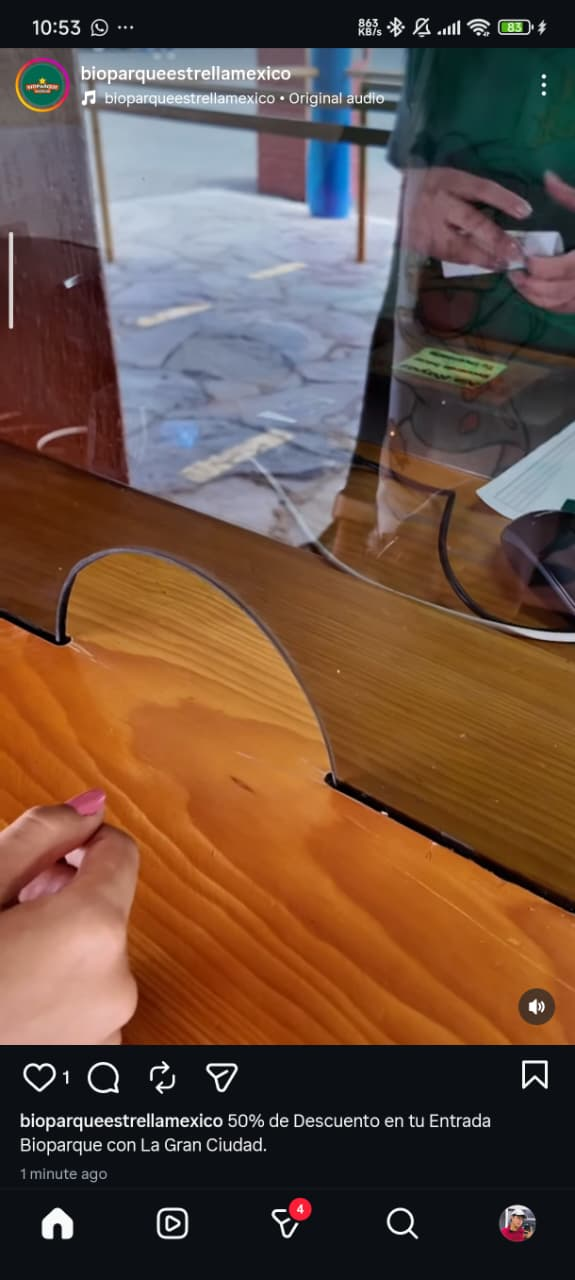 10:53
863
KB/s
83
bioparqueestrellamexico
bioparqueestrellamexico • Original audio
BIOPARQUE
1
bioparqueestrellamexico 50% de Descuento en tu Entrada
Bioparque con La Gran Ciudad.
1 minute ago
4